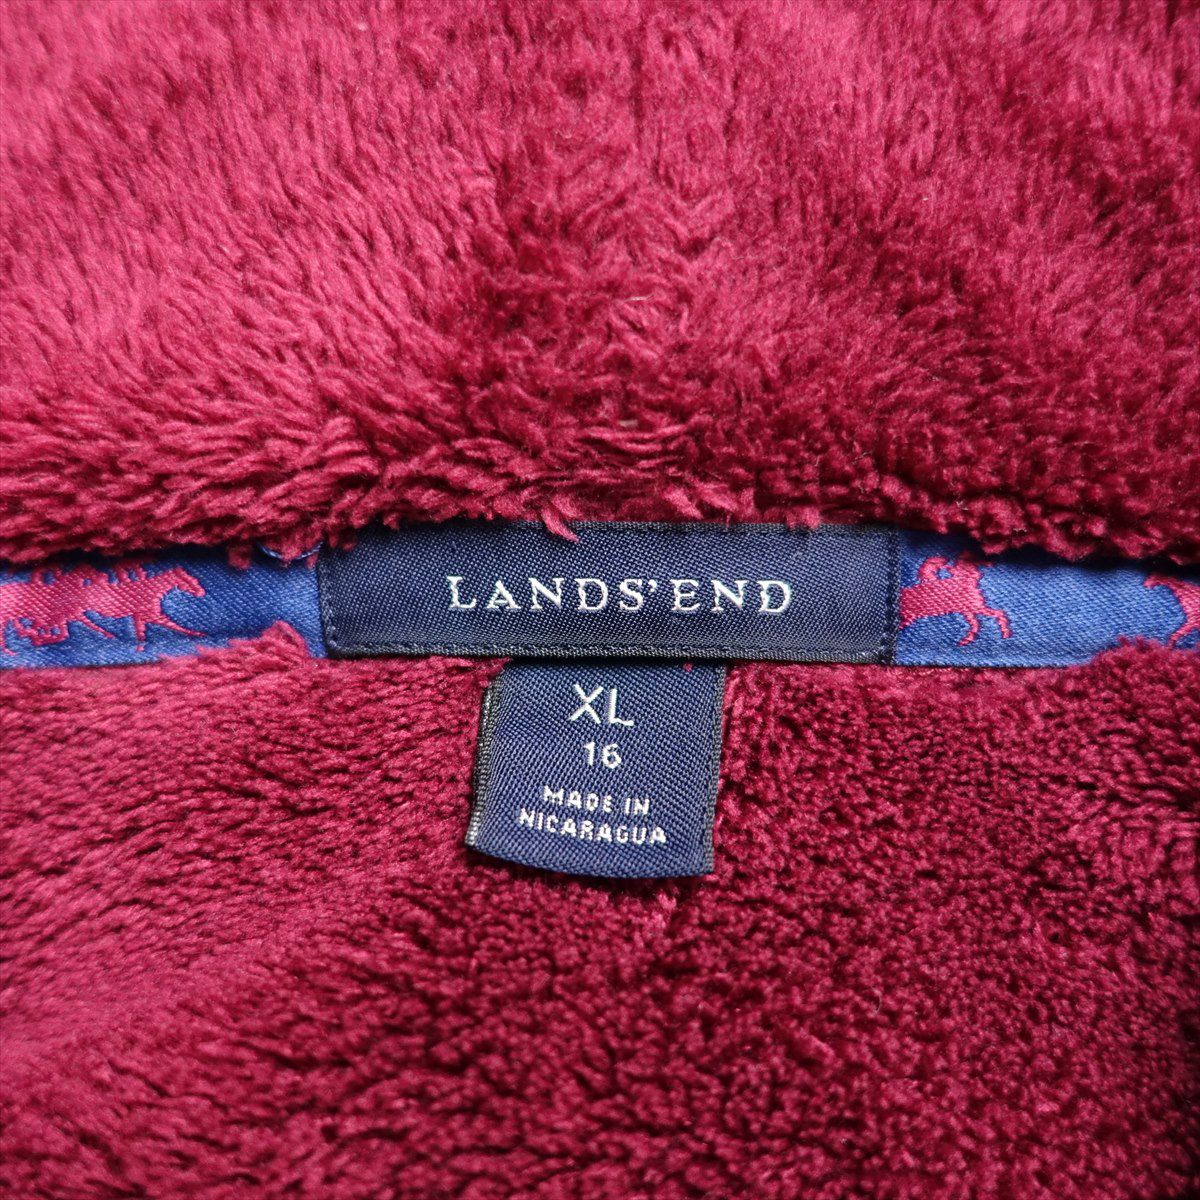 LANDS' END
XL
16
MADE IN
NICARAGUA